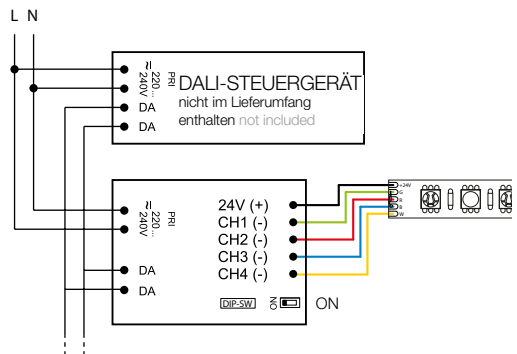 L N
≂ 220...
240V
PRI
DA
DA
DALI-STEUERGERÄT
nicht im Lieferumfang
enthalten not included
≂ 220...
240V
PRI
DA
DA
24V (+)
CH1 (-)
CH2 (-)
CH3 (-)
CH4 (-)
DIP-SW
ON
ON
+24V
G
R
B
W